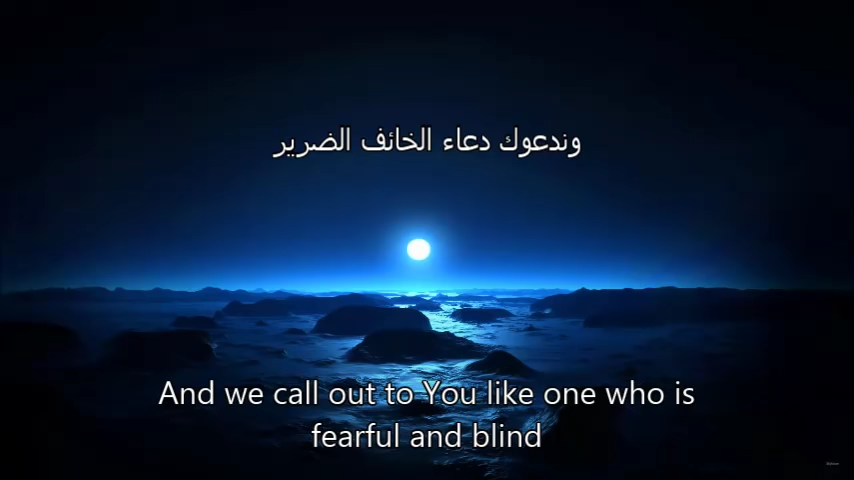 وندعوك دعاء الخائف الضرير
And we call out to You like one who is
fearful and blind